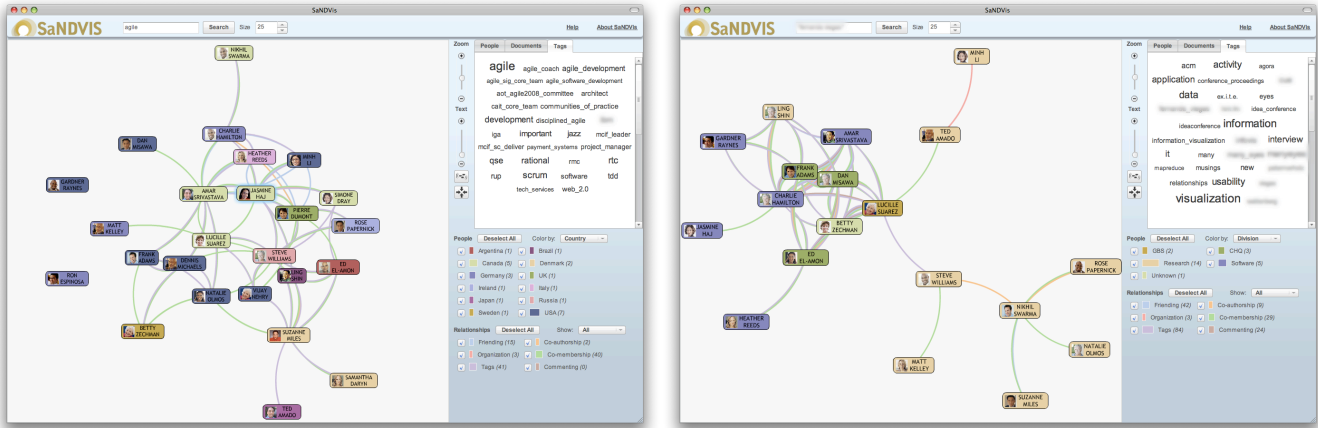 SaNDVis
SaNDVIS
agile
Search
Size
25
Help
About SaNDVis
NIKHIL
SWARMA
DAN
MISAWA
CHARLIE
HAMILTON
HEATHER
REEDS
MINH
LI
GARDNER
RAYNES
AMAR
SRIVASTAVA
JASMINE
HAJ
SIMONE
DRAY
PIERRE
DUMONT
MATT
KELLEY
ROSE
PAPERNICK
LUCILLE
SUAREZ
FRANK
ADAMS
DENNIS
MICHAELS
STEVE
WILLIAMS
ED
EL-AMON
LING
SHIN
RON
ESPINOSA
NATALIE
OLMOS
VIJAY
NEHRY
BETTY
ZECHMAN
SUZANNE
MILES
SAMANTHA
DARYN
TED
AMADO
Zoom
Text
People
Documents
Tags
agile agile_coach agile_development
agile_sig_core_team agile_software_development
aot_agile2008_committee architect
cait_core_team communities_of_practice
development disciplined_agile
iga important jazz mcif_leader
mcif_sc_deliver payment_systems project_manager
qse rational rmc rtc
rup scrum software tdd
tech_services web_2.0
People Deselect All Color by: Country
Argentina (1) Brazil (1)
Canada (5) Denmark (2)
Germany (3) UK (1)
Ireland (1) Italy (1)
Japan (1) Russia (1)
Sweden (1) USA (7)
Relationships Deselect All Show: All
Friending (15) Co-authorship (2)
Organization (3) Co-membership (40)
Tags (41) Commenting (0)
SaNDVis
SaNDVIS
Search
Size
25
Help
About SaNDVis
MINH
LI
LING
SHIN
GARDNER
RAYNES
AMAR
SRIVASTAVA
TED
AMADO
FRANK
ADAMS
DAN
MISAWA
CHARLIE
HAMILTON
LUCILLE
SUAREZ
JASMINE
HAJ
BETTY
ZECHMAN
ED
EL-AMON
STEVE
WILLIAMS
ROSE
PAPERNICK
NIKHIL
SWARMA
HEATHER
REEDS
NATALIE
OLMOS
MATT
KELLEY
SUZANNE
MILES
Zoom
Text
People
Documents
Tags
acm activity agora
application conference_proceedings
data ex.i.t.e. eyes
idea_conference
ideaconference information
information_visualization interview
it many
mapreduce musings new
relationships usability
visualization
People Deselect All Color by: Division
GBS (2) CHQ (3)
Research (14) Software (5)
Unknown (1)
Relationships Deselect All Show: All
Friending (42) Co-authorship (9)
Organization (3) Co-membership (29)
Tags (84) Commenting (24)